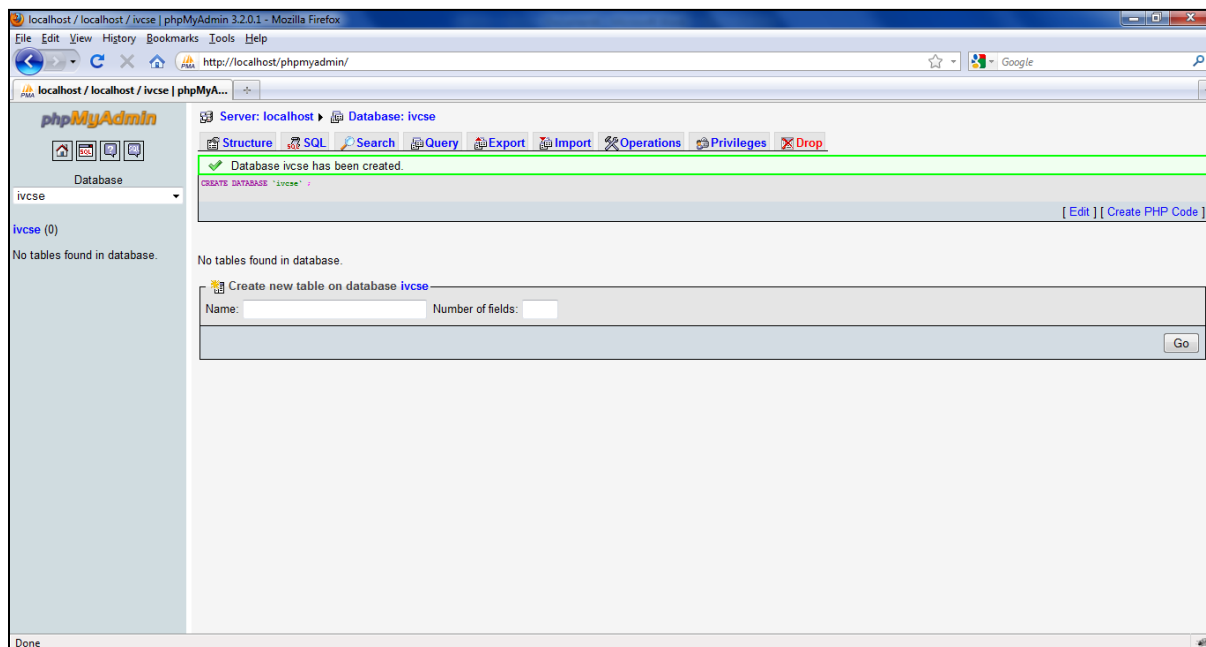 localhost / localhost / ivcse | phpMyAdmin 3.2.0.1 - Mozilla Firefox
File Edit View History Bookmarks Tools Help
PMA http://localhost/phpmyadmin/ Google
PMA localhost / localhost / ivcse | phpMyA...
phpMyAdmin
Server: localhost Database: ivcse
Structure SQL Search Query Export Import Operations Privileges Drop
Database ivcse has been created.
CREATE DATABASE `ivcse` ;
[ Edit ] [ Create PHP Code ]
SQL
Database
ivcse
ivcse (0)
No tables found in database.
No tables found in database.
Create new table on database ivcse
Name: Number of fields:
Go
Done